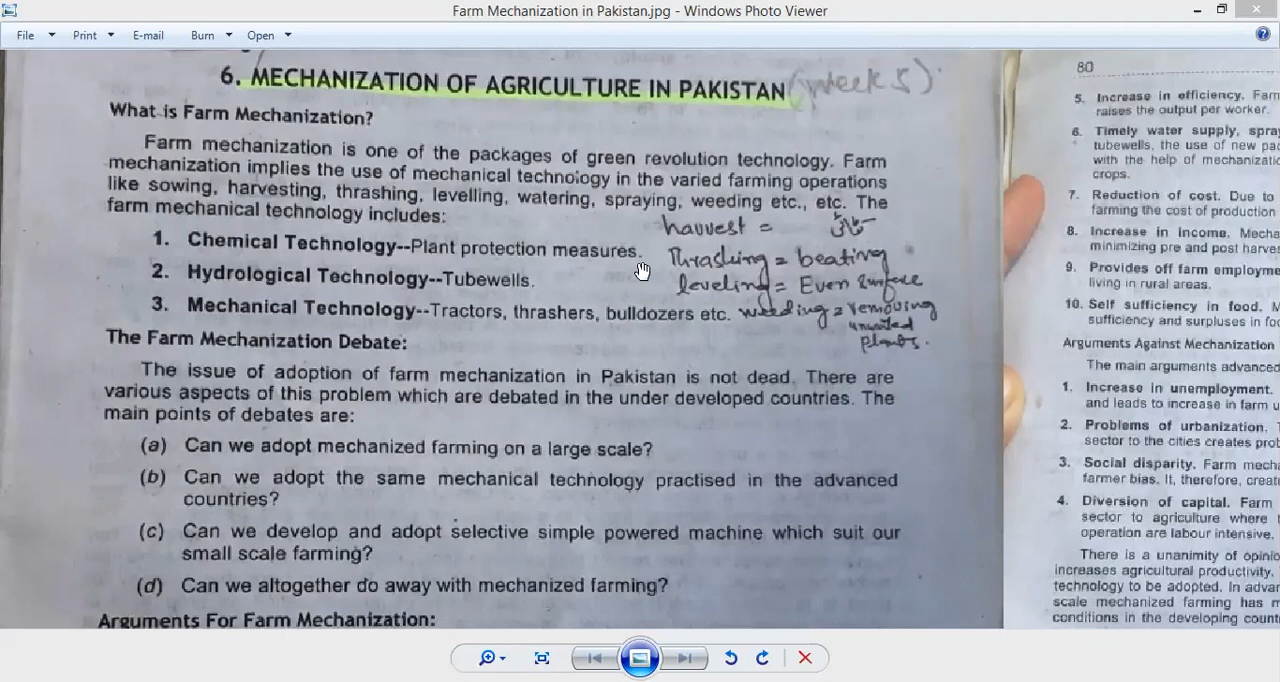 Farm Mechanization in Pakistan.jpg - Windows Photo Viewer
File Print E-mail Burn Open
6. MECHANIZATION OF AGRICULTURE IN PAKISTAN (week 5)
What is Farm Mechanization?
Farm mechanization is one of the packages of green revolution technology. Farm
mechanization implies the use of mechanical technology in the varied farming operations
like sowing, harvesting, thrashing, levelling, watering, spraying, weeding etc., etc. The
farm mechanical technology includes:
harvest =
1. Chemical Technology--Plant protection measures.
Thrashing = beating
2. Hydrological Technology--Tubewells.
leveling = Even Surface
3. Mechanical Technology--Tractors, thrashers, bulldozers etc.
weeding = removing
unwanted
plants.
The Farm Mechanization Debate:
The issue of adoption of farm mechanization in Pakistan is not dead. There are
various aspects of this problem which are debated in the under developed countries. The
main points of debates are:
(a) Can we adopt mechanized farming on a large scale?
(b) Can we adopt the same mechanical technology practised in the advanced
countries?
(c) Can we develop and adopt selective simple powered machine which suit our
small scale farming?
(d) Can we altogether do away with mechanized farming?
Arguments For Farm Mechanization:
80
5. Increase in efficiency. Farm
raises the output per worker.
6. Timely water supply, spra
tubewells, the use of new pa
with the help of mechanizatio
crops.
7. Reduction of cost. Due to
farming the cost of production
8. Increase in income. Mecha
minimizing pre and post harves
9. Provides off farm employme
living in rural areas.
10. Self sufficiency in food. M
sufficiency and surpluses in foo
Arguments Against Mechanization
The main arguments advanced
1. Increase in unemployment.
and leads to increase in farm u
2. Problems of urbanization. T
sector to the cities creates prob
3. Social disparity. Farm mecha
farmer bias. It, therefore, create
4. Diversion of capital. Farm
sector to agriculture where
operation are labour intensive.
There is a unanimity of opinio
increases agricultural productivity.
technology to be adopted. In advan
scale mechanized farming has m
conditions in the developing count